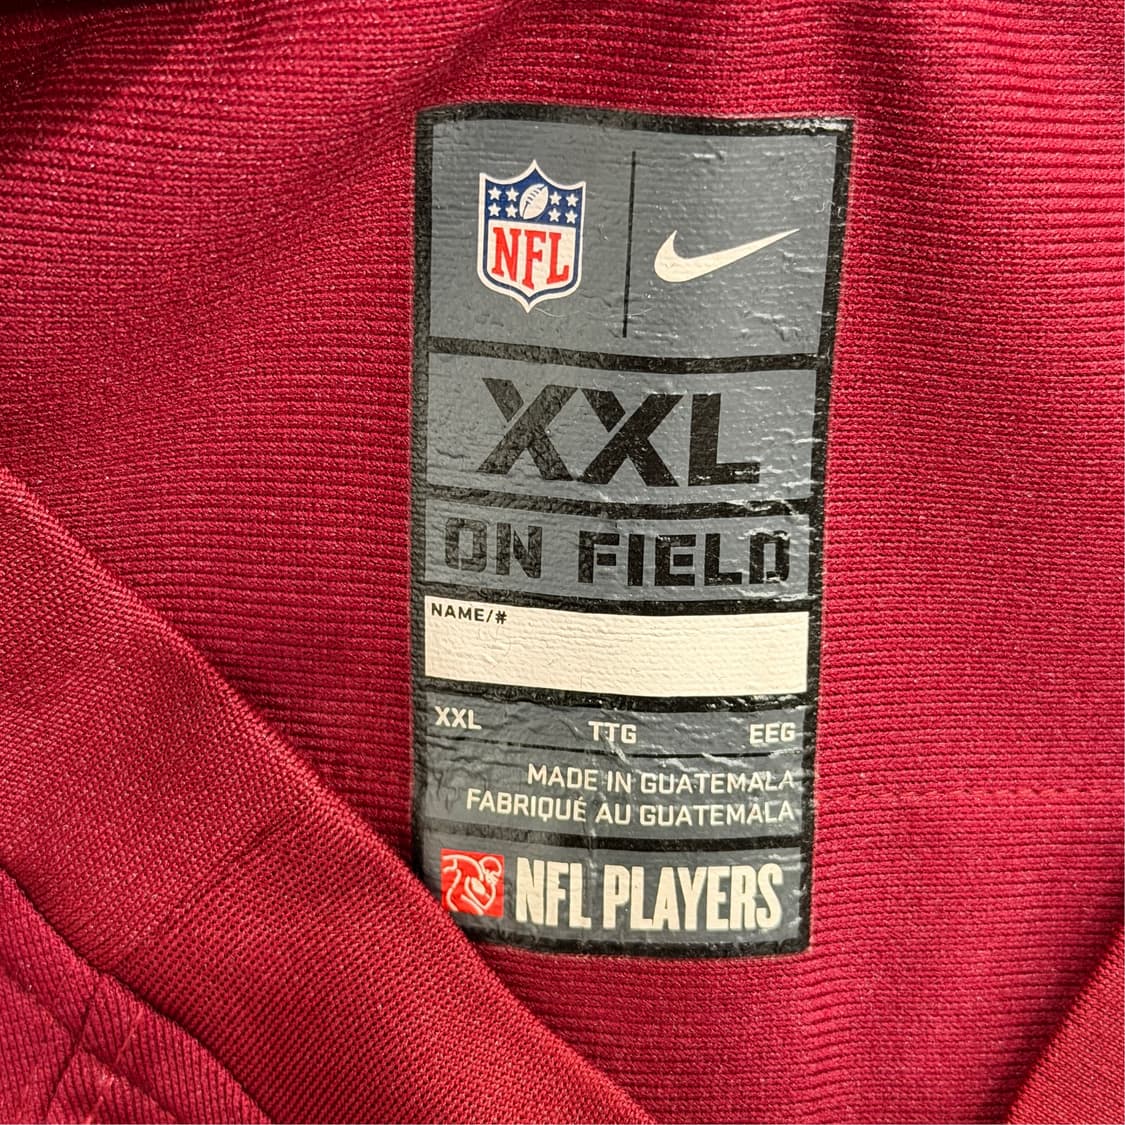 NFL
XXL
ON FIELD
NAME/#
XXL TTG EEG
MADE IN GUATEMALA
FABRIQUÉ AU GUATEMALA
NFL PLAYERS